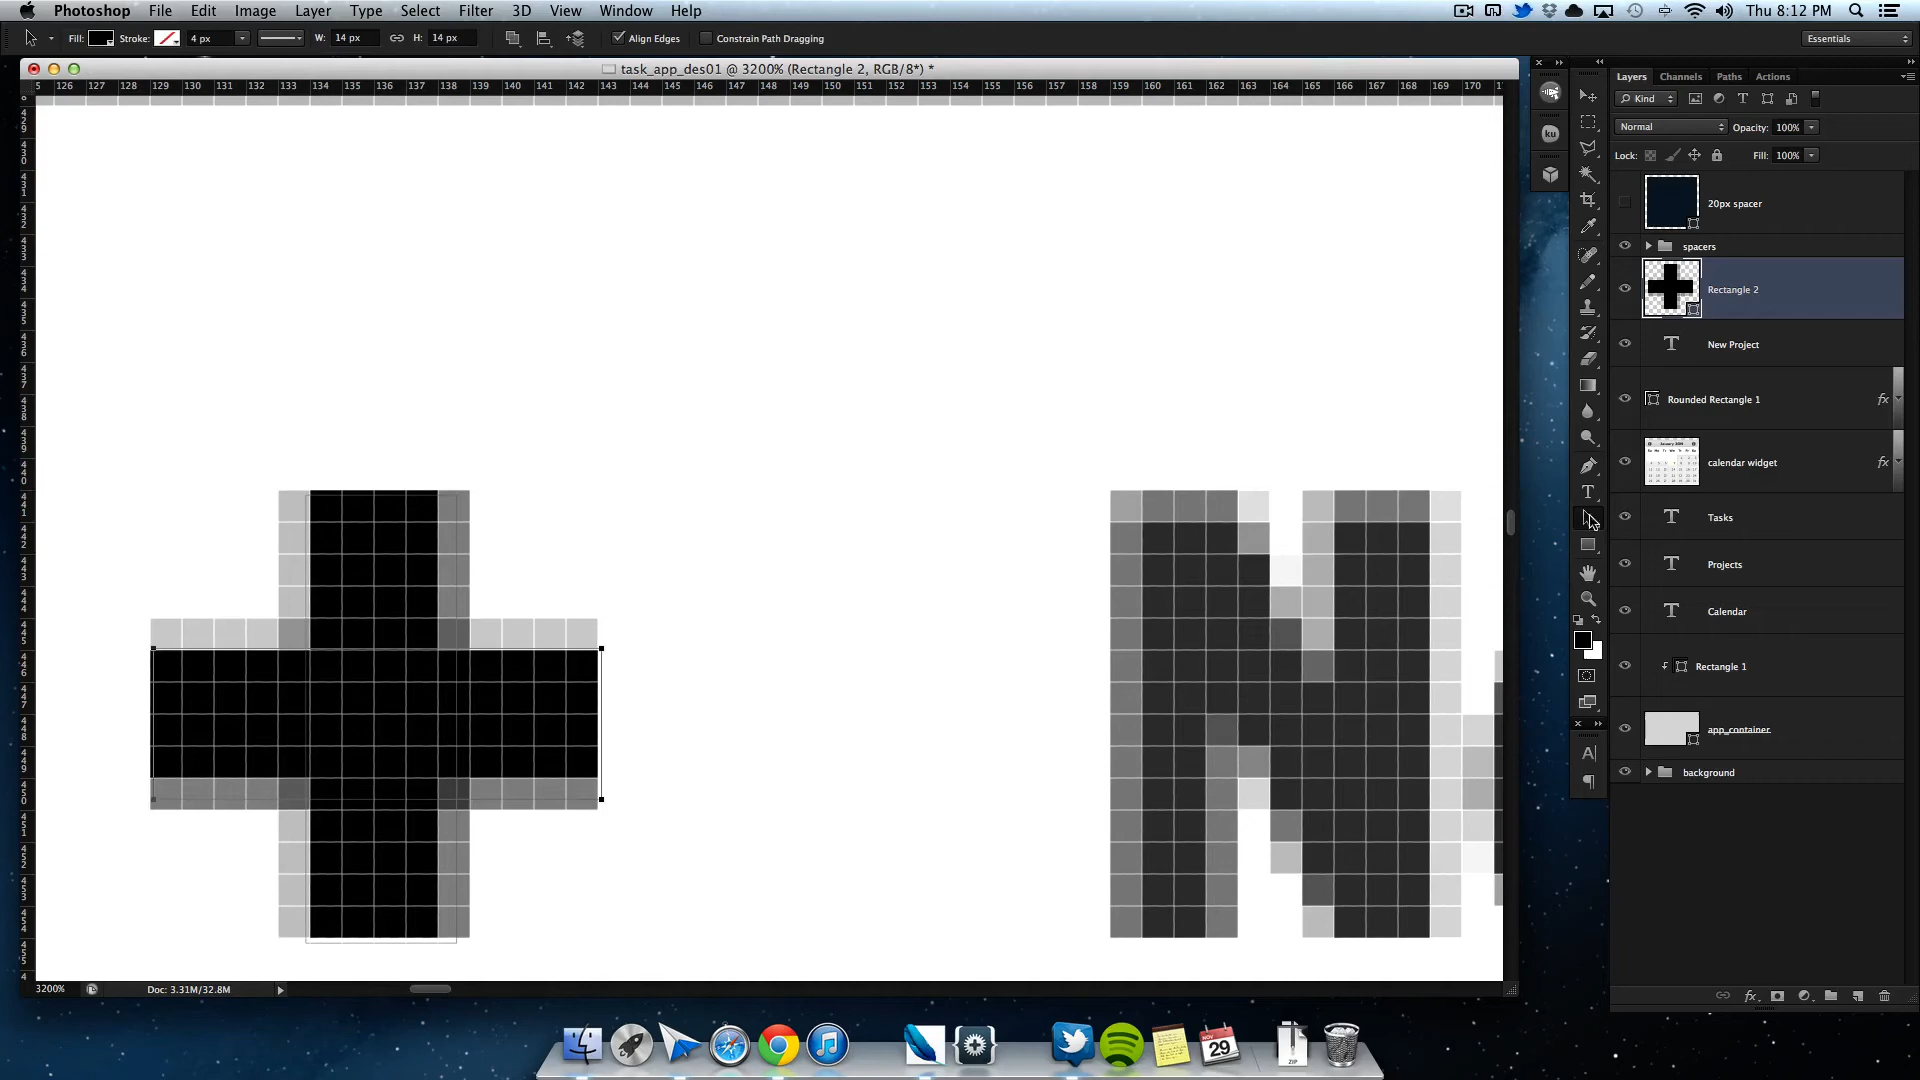 Photoshop File Edit Image Layer Type Select Filter 3D View Window Help Thu 8:12 PM
Fill: Stroke: 4 px W: 14 px H: 14 px Align Edges Constrain Path Dragging Essentials
task_app_des01 @ 3200% (Rectangle 2, RGB/8*) *
126 127 128 129 130 131 132 133 134 135 136 137 138 139 140 141 142 143 144 145 146 147 148 149 150 151 152 153 154 155 156 157 158 159 160 161 162 163 164 165 166 167 168 169 170
Layers Channels Paths Actions
Kind
Normal Opacity: 100%
Lock: Fill: 100%
ku
20px spacer
spacers
Rectangle 2
New Project
Rounded Rectangle 1 fx
calendar widget fx
Tasks
Projects
Calendar
Rectangle 1
app_container
background
N
3200% Doc: 3.31M/32.8M
NOV
29
ZIP